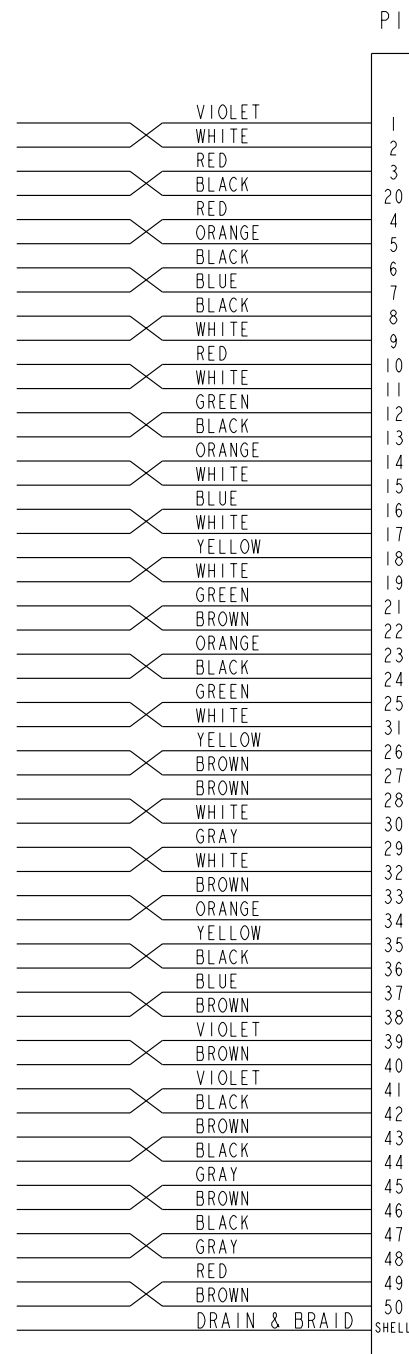 PI
VIOLET 1
WHITE 2
RED 3
BLACK 20
RED 4
ORANGE 5
BLACK 6
BLUE 7
BLACK 8
WHITE 9
RED 10
WHITE 11
GREEN 12
BLACK 13
ORANGE 14
WHITE 15
BLUE 16
WHITE 17
YELLOW 18
WHITE 19
GREEN 21
BROWN 22
ORANGE 23
BLACK 24
GREEN 25
WHITE 31
YELLOW 26
BROWN 27
BROWN 28
WHITE 30
GRAY 29
WHITE 32
BROWN 33
ORANGE 34
YELLOW 35
BLACK 36
BLUE 37
BROWN 38
VIOLET 39
BROWN 40
VIOLET 41
BLACK 42
BROWN 43
BLACK 44
GRAY 45
BROWN 46
BLACK 47
GRAY 48
RED 49
BROWN 50
DRAIN & BRAID SHELL